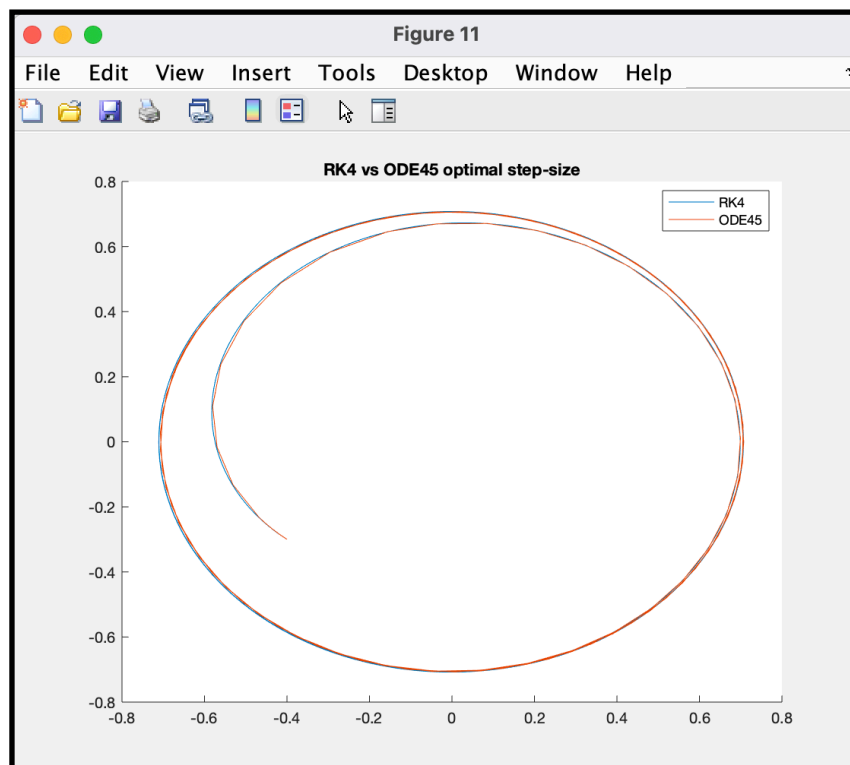 Figure 11
File Edit View Insert Tools Desktop Window Help
RK4 vs ODE45 optimal step-size
RK4
ODE45
0.8
0.6
0.4
0.2
0
-0.2
-0.4
-0.6
-0.8
-0.8 -0.6 -0.4 -0.2 0 0.2 0.4 0.6 0.8